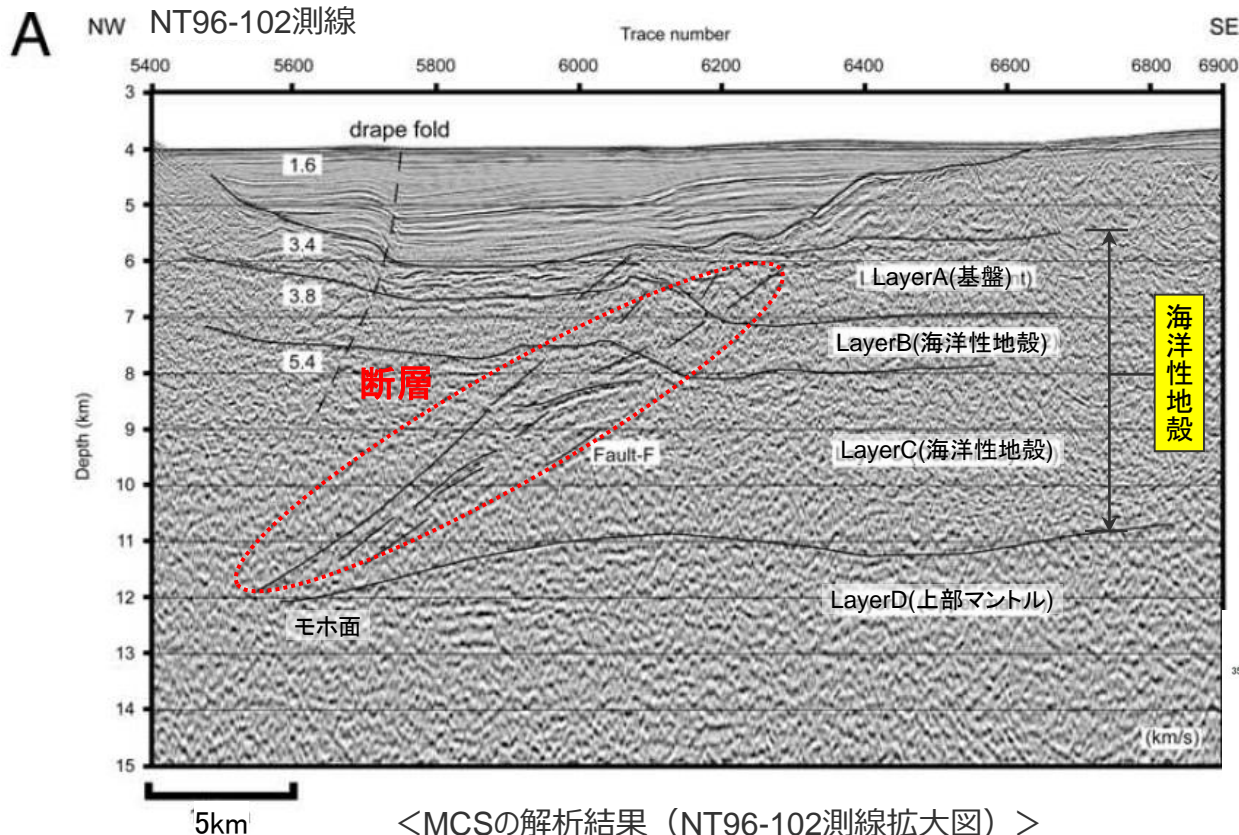 A
NW NT96-102測線
Trace number
SE
5400 5600 5800 6000 6200 6400 6600 6800 6900
3
4
5
6
7
8
9
10
11
12
13
14
15
Depth (km)
drape fold
1.6
3.4
3.8
5.4
断層
Fault-F
LayerA(基盤)
LayerB(海洋性地殻)
LayerC(海洋性地殻)
LayerD(上部マントル)
海洋性地殻
モホ面
(km/s)
5km
<MCSの解析結果（NT96-102測線拡大図）>